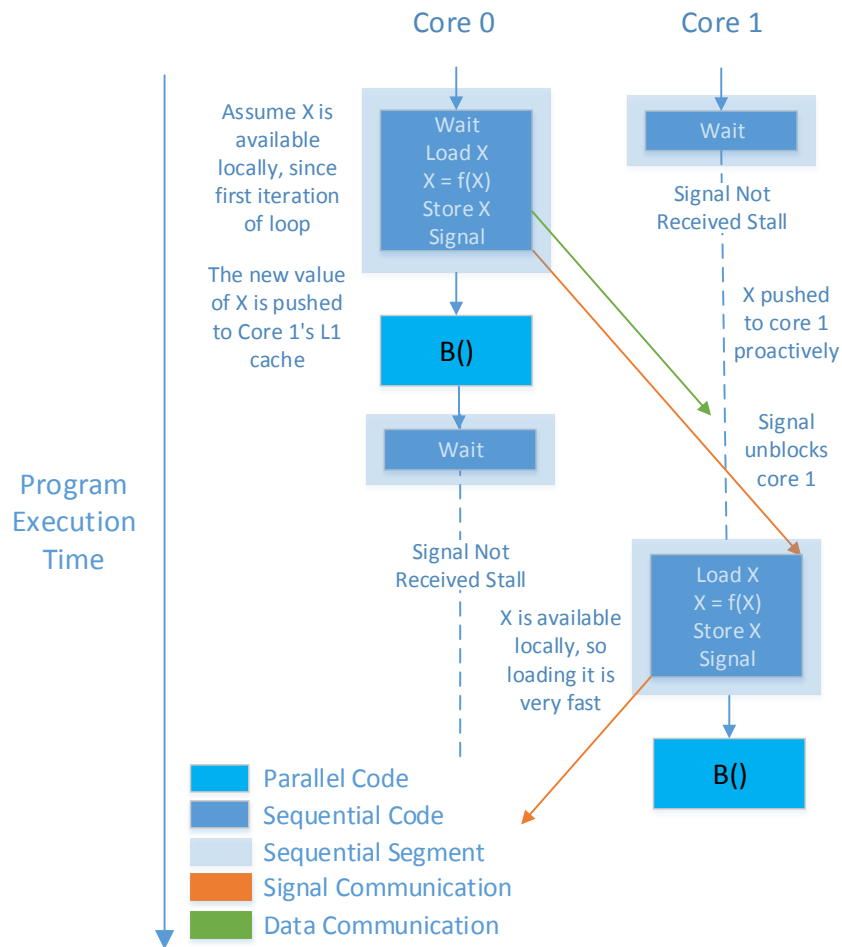 Core 0
Core 1
Assume X is
available
locally, since
first iteration
of loop
Wait
Load X
X = f(X)
Store X
Signal
Wait
Signal Not
Received Stall
The new value
of X is pushed
to Core 1's L1
cache
X pushed
to core 1
proactively
B()
Wait
Signal
unblocks
core 1
Program
Execution
Time
Signal Not
Received Stall
Load X
X = f(X)
Store X
Signal
X is available
locally, so
loading it is
very fast
B()
Parallel Code
Sequential Code
Sequential Segment
Signal Communication
Data Communication